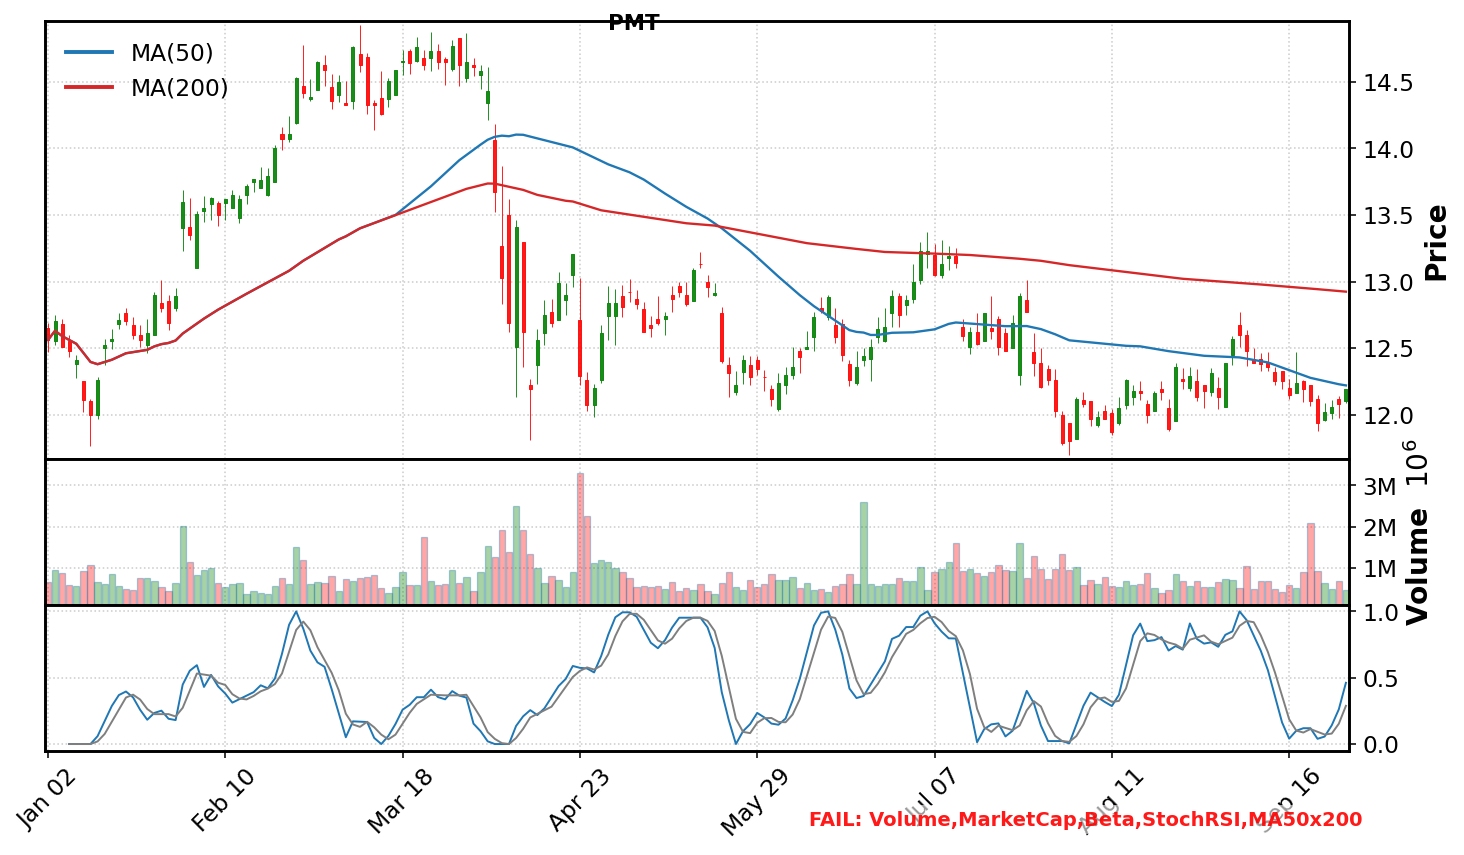 PMT
MA(50)
MA(200)
14.5
14.0
13.5
13.0
12.5
12.0
Price
3M
2M
1M
Volume 10^6
1.0
0.5
0.0
Jan 02
Feb 10
Mar 18
Apr 23
May 29
Jul 07
Aug 11
Sep 16
FAIL: Volume,MarketCap,Beta,StochRSI,MA50x200